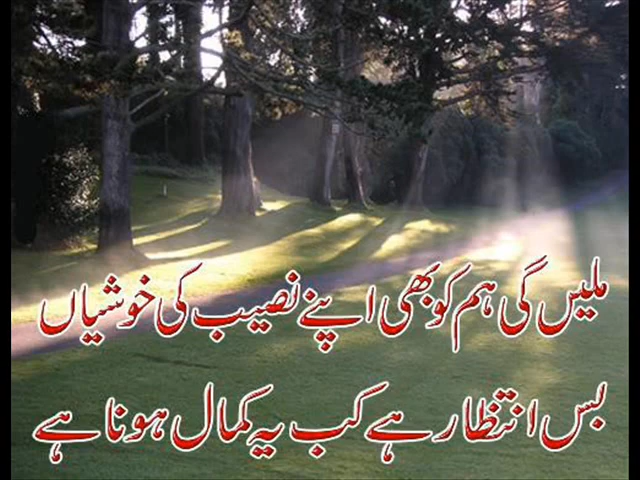 ملیں گی ہم کو بھی اپنے نصیب کی خوشیاں
بس انتظار ہے کب یہ کمال ہونا ہے